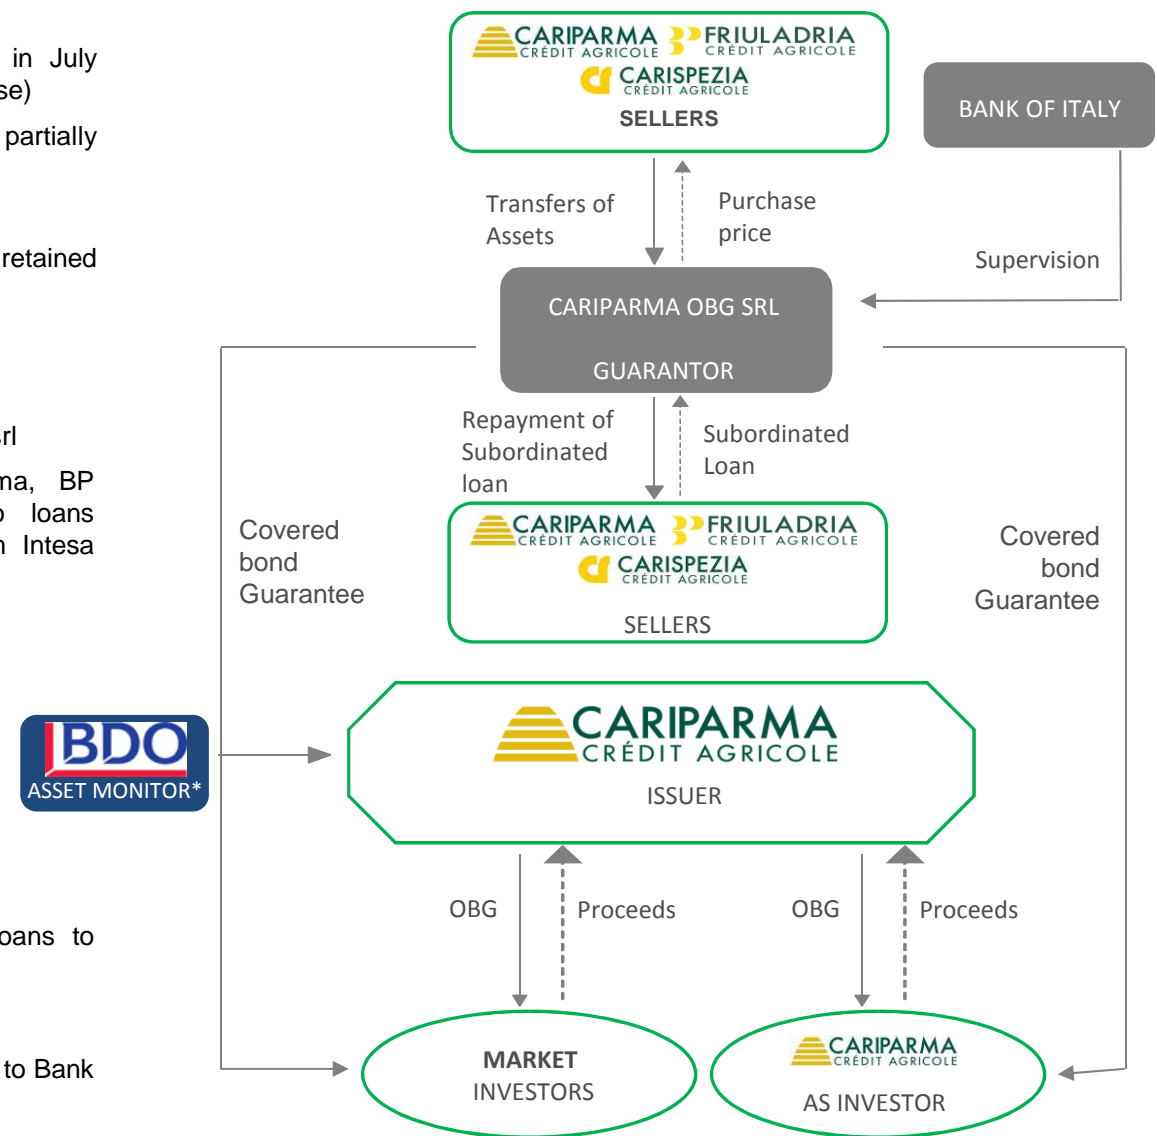 in July
se)
partially
retained
srl
ma, BP
o loans
n Intesa
oans to
to Bank
CARIPARMA
CRÉDIT AGRICOLE
FRIULADRIA
CRÉDIT AGRICOLE
CARISPEZIA
CRÉDIT AGRICOLE
SELLERS
BANK OF ITALY
Transfers of
Assets
Purchase
price
Supervision
CARIPARMA OBG SRL
GUARANTOR
Repayment of
Subordinated
loan
Subordinated
Loan
Covered
bond
Guarantee
CARIPARMA
CRÉDIT AGRICOLE
FRIULADRIA
CRÉDIT AGRICOLE
CARISPEZIA
CRÉDIT AGRICOLE
SELLERS
Covered
bond
Guarantee
BDO
ASSET MONITOR*
CARIPARMA
CRÉDIT AGRICOLE
ISSUER
OBG
Proceeds
OBG
Proceeds
MARKET
INVESTORS
CARIPARMA
CRÉDIT AGRICOLE
AS INVESTOR